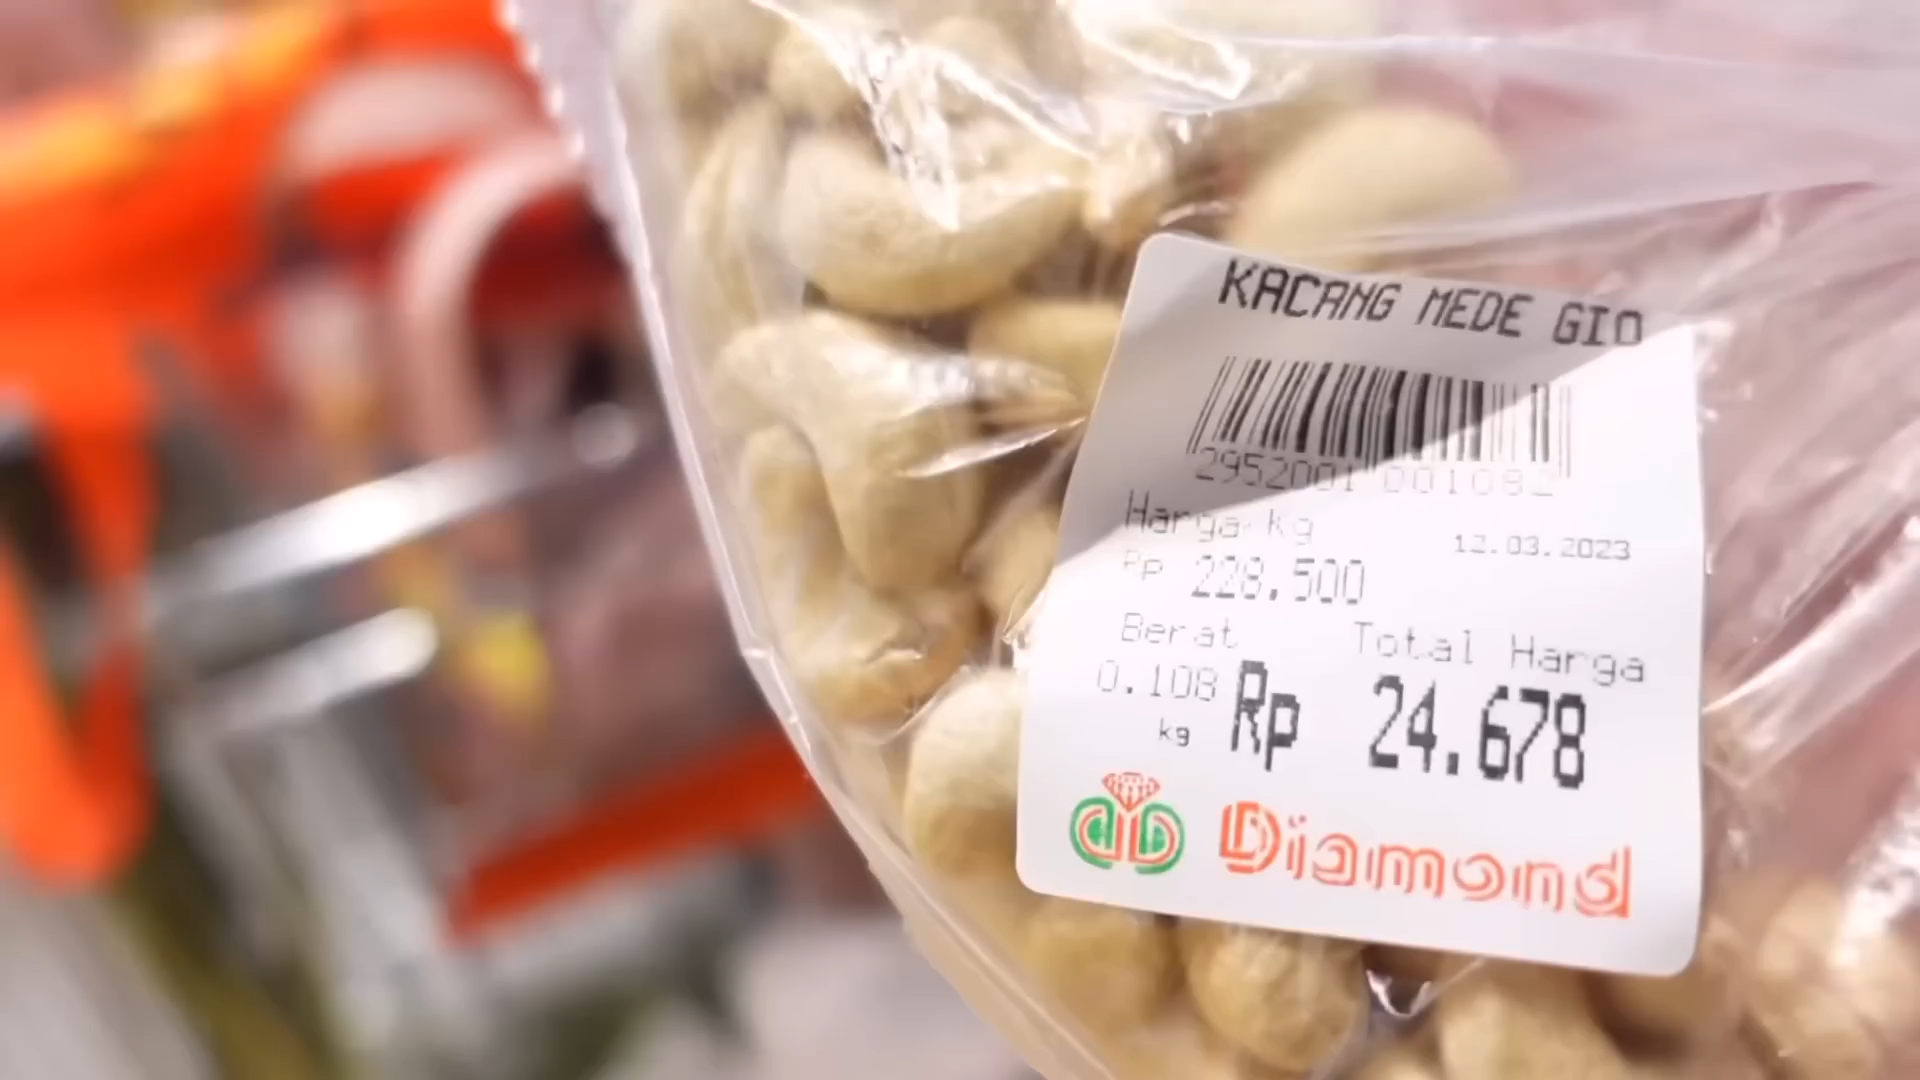 KACANG MEDE GIO
2952001 001082
Harga/kg
12.03.2023
Rp 228.500
Berat Total Harga
0.108 kg
Rp 24.678
Diamond